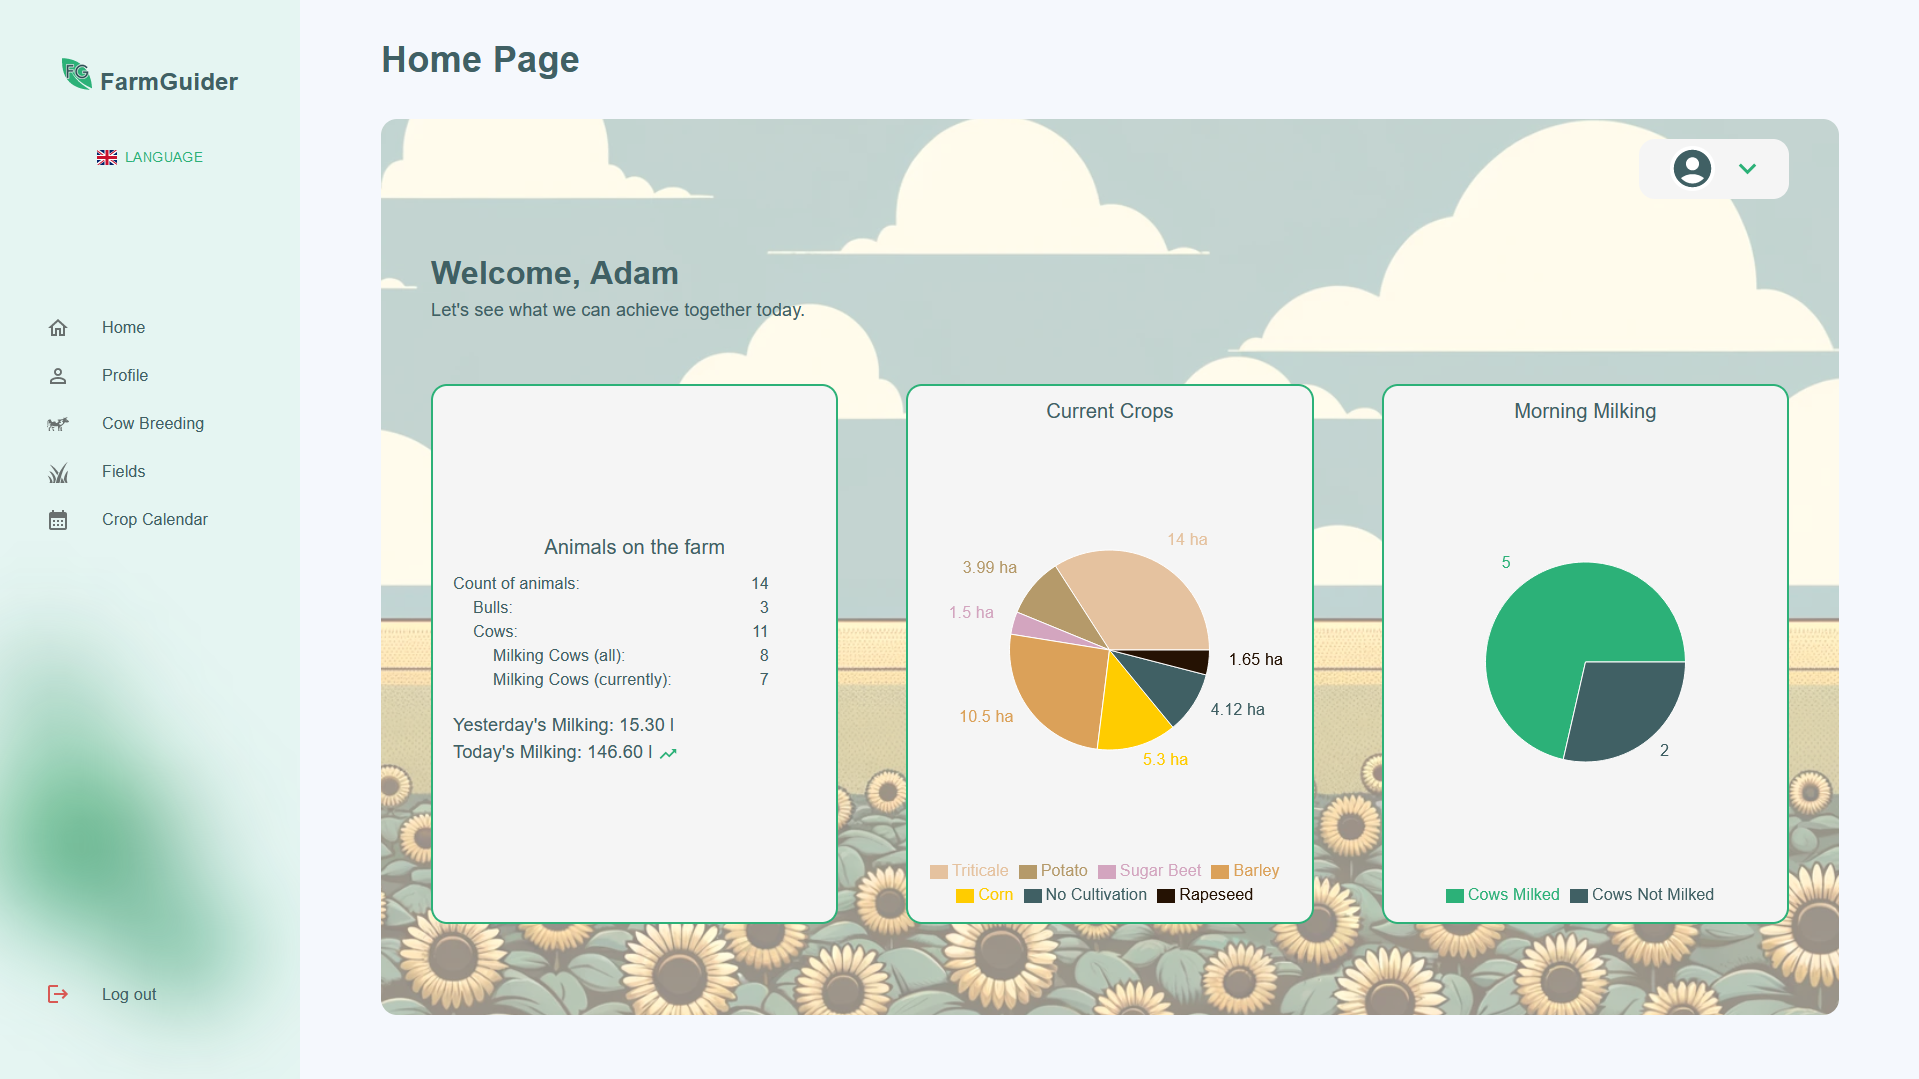 FG
FarmGuider
LANGUAGE
Home
Profile
Cow Breeding
Fields
Crop Calendar
Log out
Home Page
Welcome, Adam
Let's see what we can achieve together today.
Animals on the farm
Count of animals: 14
Bulls: 3
Cows: 11
Milking Cows (all): 8
Milking Cows (currently): 7
Yesterday's Milking: 15.30 l
Today's Milking: 146.60 l
Current Crops
14 ha
3.99 ha
1.5 ha
1.65 ha
4.12 ha
10.5 ha
5.3 ha
Triticale Potato Sugar Beet Barley
Corn No Cultivation Rapeseed
Morning Milking
5
2
Cows Milked Cows Not Milked